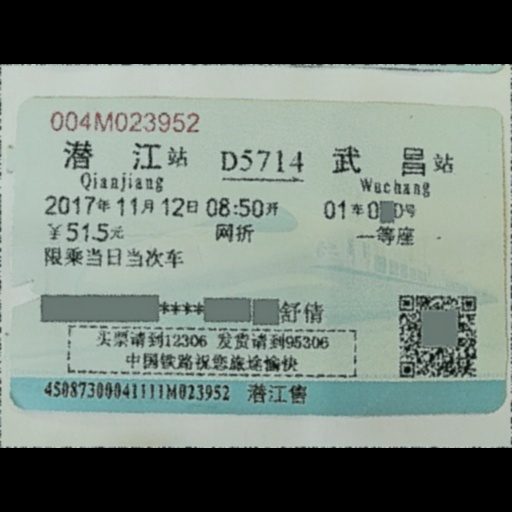 004M023952
潜江站 D5714 武昌站
Qianjiang Wuchang
2017年11月12日08:50开 01车0 0号
¥51.5元 网折 一等座
限乘当日当次车
****舒倩
买票请到12306 发货请到95306
中国铁路祝您旅途愉快
45087300041111M023952 潜江售